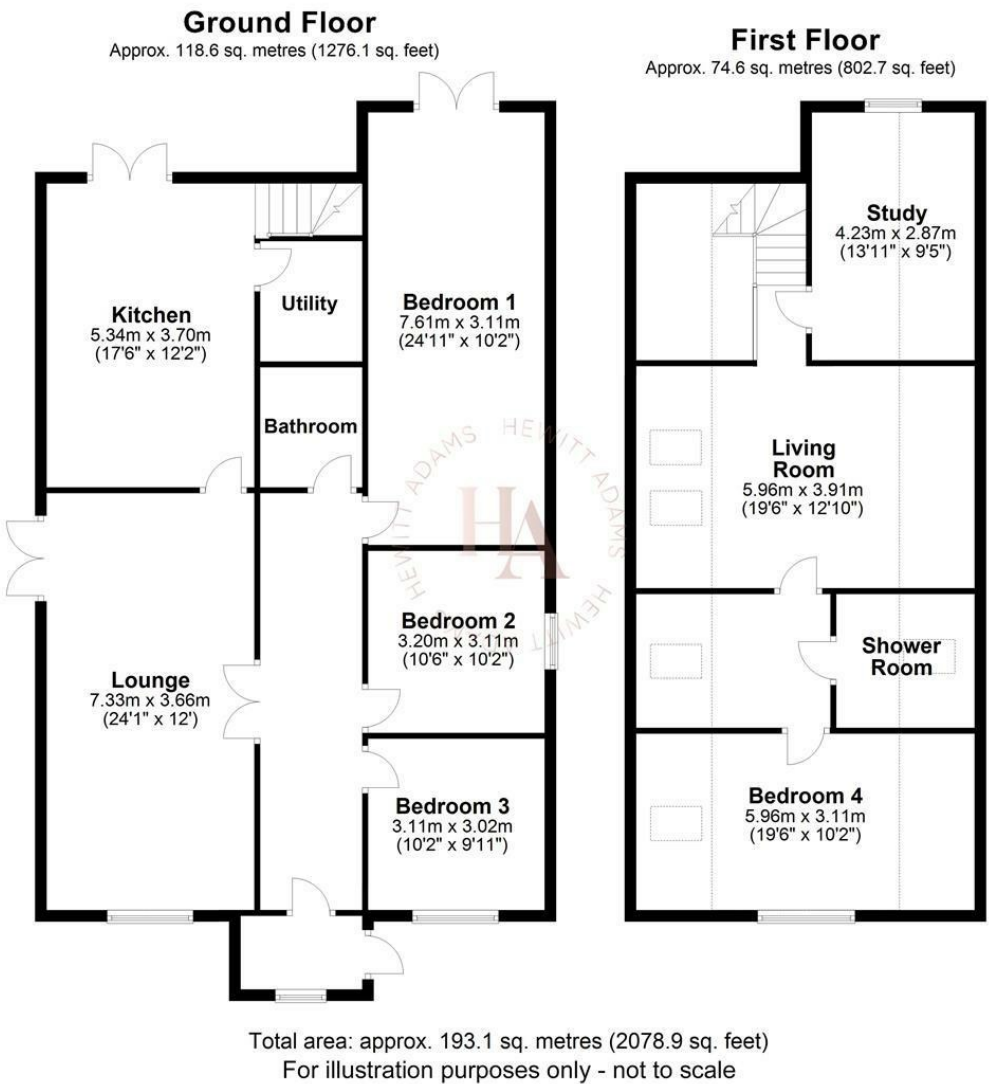 Ground Floor
Approx. 118.6 sq. metres (1276.1 sq. feet)
Kitchen
5.34m x 3.70m
(17'6" x 12'2")
Utility
Bedroom 1
7.61m x 3.11m
(24'11" x 10'2")
Bathroom
Lounge
7.33m x 3.66m
(24'1" x 12')
Bedroom 2
3.20m x 3.11m
(10'6" x 10'2")
Bedroom 3
3.11m x 3.02m
(10'2" x 9'11")
First Floor
Approx. 74.6 sq. metres (802.7 sq. feet)
Study
4.23m x 2.87m
(13'11" x 9'5")
Living
Room
5.96m x 3.91m
(19'6" x 12'10")
Shower
Room
Bedroom 4
5.96m x 3.11m
(19'6" x 10'2")
HEWITT ADAMS HEWITT ADAMS HEWITT
HA
Total area: approx. 193.1 sq. metres (2078.9 sq. feet)
For illustration purposes only - not to scale